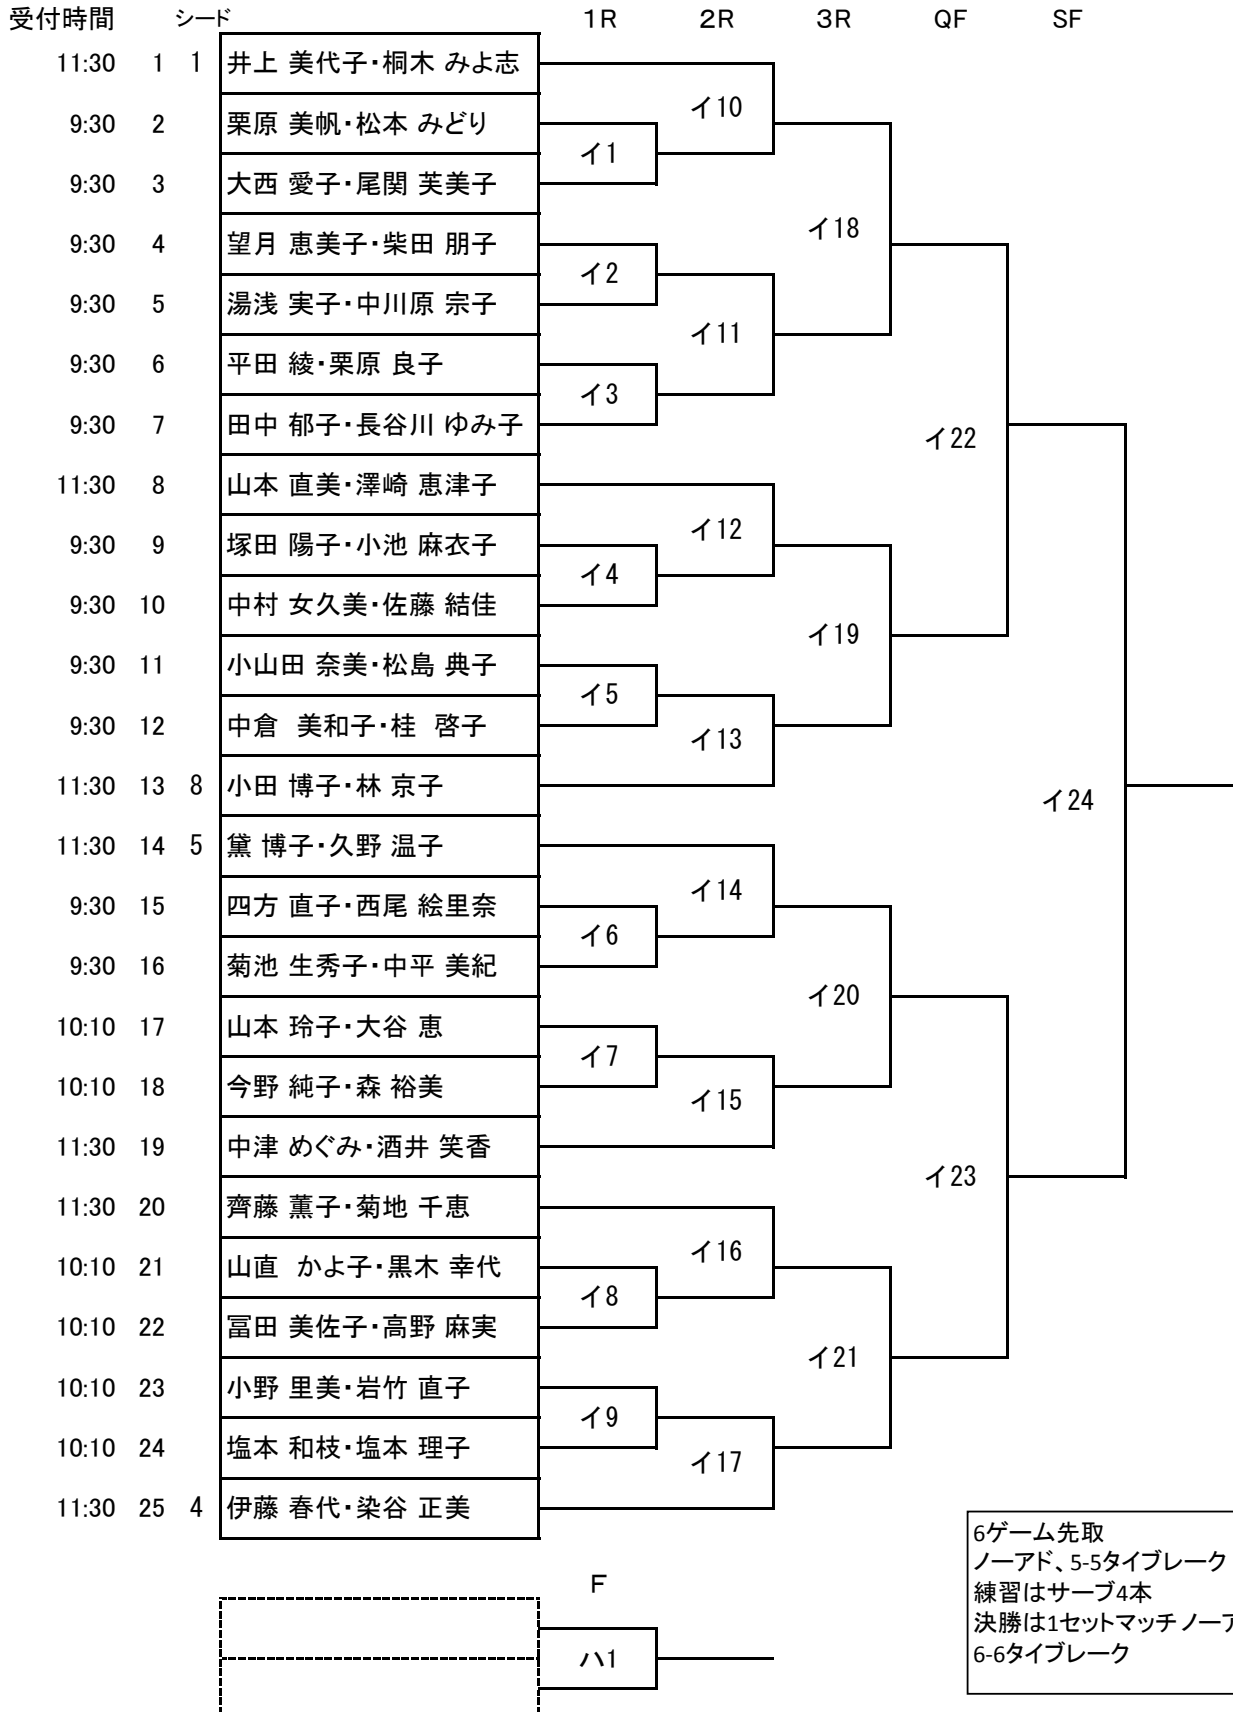 受付時間 シード 1R 2R 3R QF SF
11:30 1 1 井上 美代子・桐木 みよ志
イ10
9:30 2 栗原 美帆・松本 みどり
イ1
9:30 3 大西 愛子・尾関 芙美子
イ18
9:30 4 望月 恵美子・柴田 朋子
イ2
9:30 5 湯浅 実子・中川原 宗子
イ11
9:30 6 平田 綾・栗原 良子
イ3
9:30 7 田中 郁子・長谷川 ゆみ子
イ22
11:30 8 山本 直美・澤崎 恵津子
イ12
9:30 9 塚田 陽子・小池 麻衣子
イ4
9:30 10 中村 女久美・佐藤 結佳
イ19
9:30 11 小山田 奈美・松島 典子
イ5
9:30 12 中倉 美和子・桂 啓子
イ13
11:30 13 8 小田 博子・林 京子
イ24
11:30 14 5 黛 博子・久野 温子
イ14
9:30 15 四方 直子・西尾 絵里奈
イ6
9:30 16 菊池 生秀子・中平 美紀
イ20
10:10 17 山本 玲子・大谷 恵
イ7
10:10 18 今野 純子・森 裕美
イ15
11:30 19 中津 めぐみ・酒井 笑香
イ23
11:30 20 齊藤 薫子・菊地 千恵
イ16
10:10 21 山直 かよ子・黒木 幸代
イ8
10:10 22 冨田 美佐子・高野 麻実
イ21
10:10 23 小野 里美・岩竹 直子
イ9
10:10 24 塩本 和枝・塩本 理子
イ17
11:30 25 4 伊藤 春代・染谷 正美
6ゲーム先取
ノーアド、5-5タイブレーク
練習はサーブ4本
決勝は1セットマッチノーア
6-6タイブレーク
F
ハ1